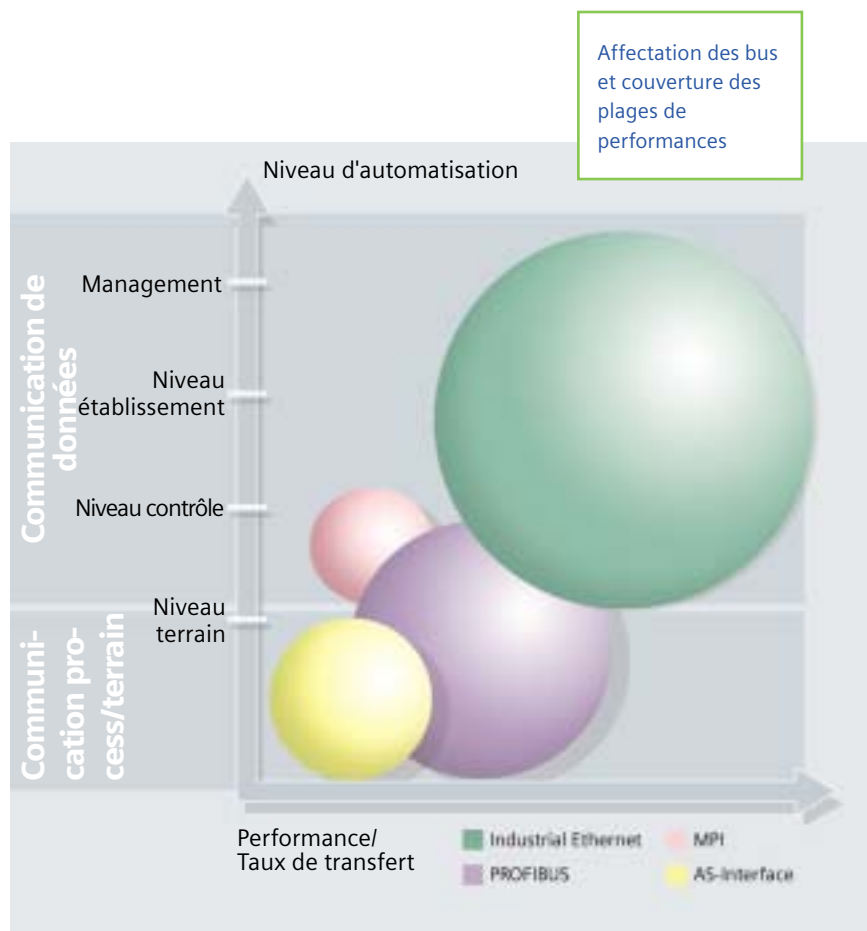 Affectation des bus
et couverture des
plages de
performances
Niveau d'automatisation
Communication de
données
Management
Niveau
établissement
Niveau contrôle
Niveau
terrain
Communi-
cation pro-
cess/terrain
Performance/
Taux de transfert
Industrial Ethernet
MPI
PROFIBUS
AS-Interface